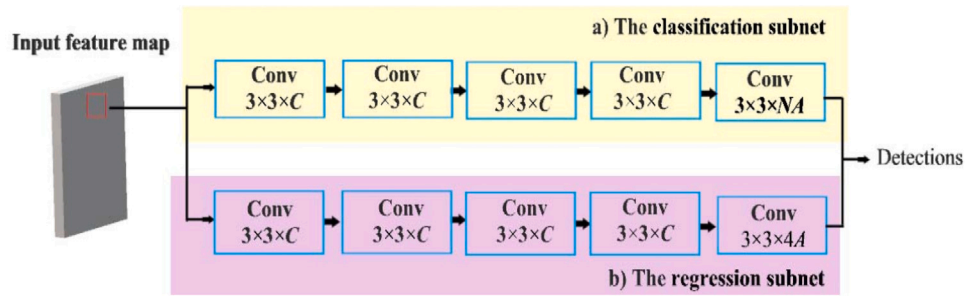 a) The classification subnet
Input feature map
Conv
3×3×C
Conv
3×3×C
Conv
3×3×C
Conv
3×3×C
Conv
3×3×NA
Detections
Conv
3×3×C
Conv
3×3×C
Conv
3×3×C
Conv
3×3×C
Conv
3×3×4A
b) The regression subnet